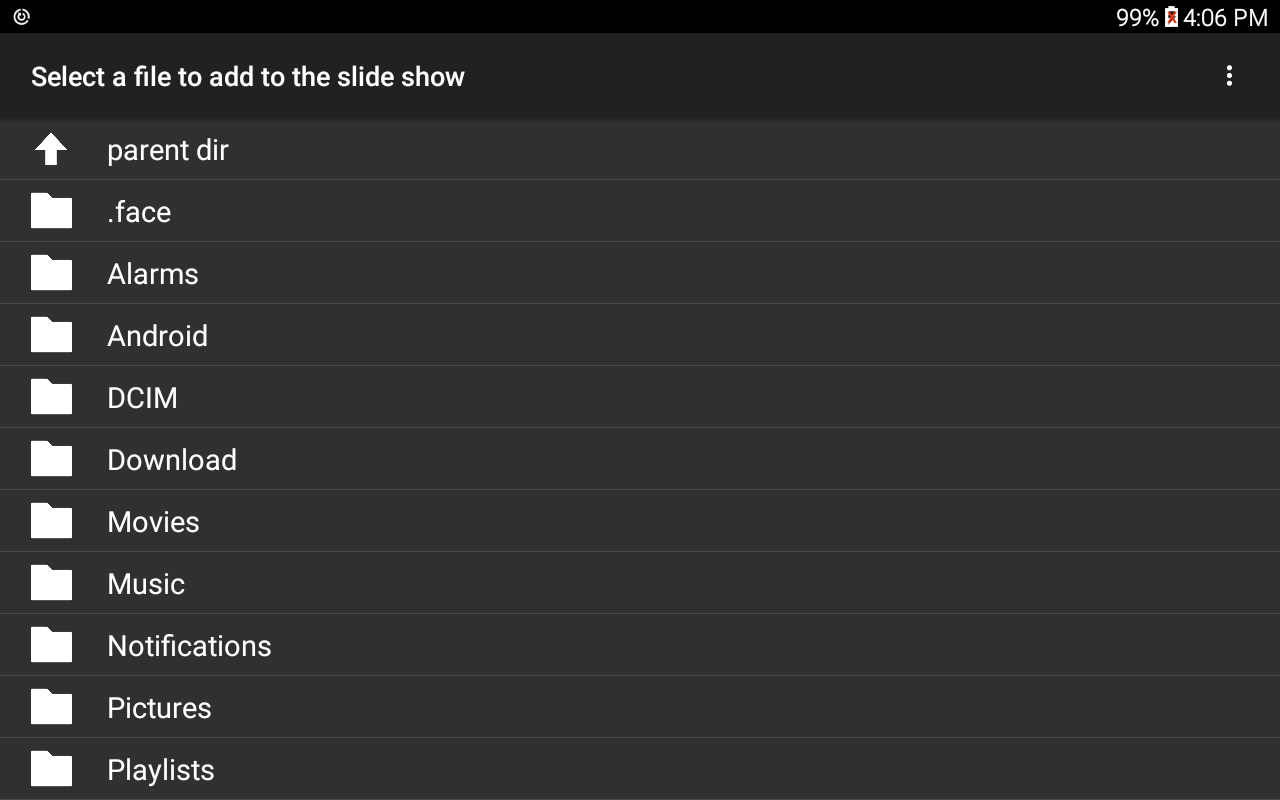 99% 4:06 PM
Select a file to add to the slide show
parent dir
.face
Alarms
Android
DCIM
Download
Movies
Music
Notifications
Pictures
Playlists